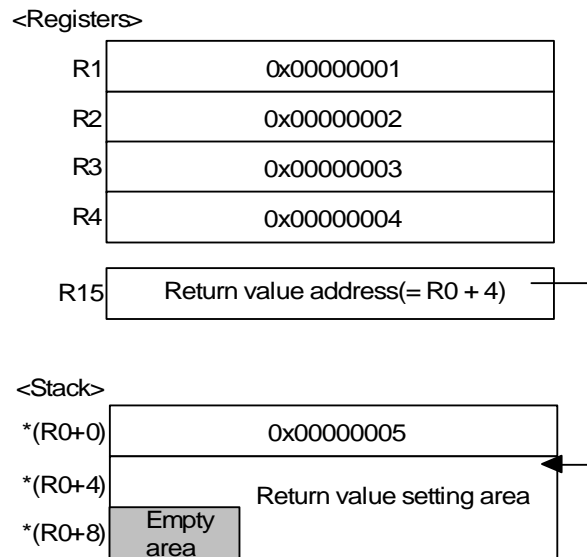 <Registers>
R1 0x00000001
R2 0x00000002
R3 0x00000003
R4 0x00000004
R15 Return value address(= R0 + 4)
<Stack>
*(R0+0) 0x00000005
*(R0+4)
Return value setting area
*(R0+8) Empty
area